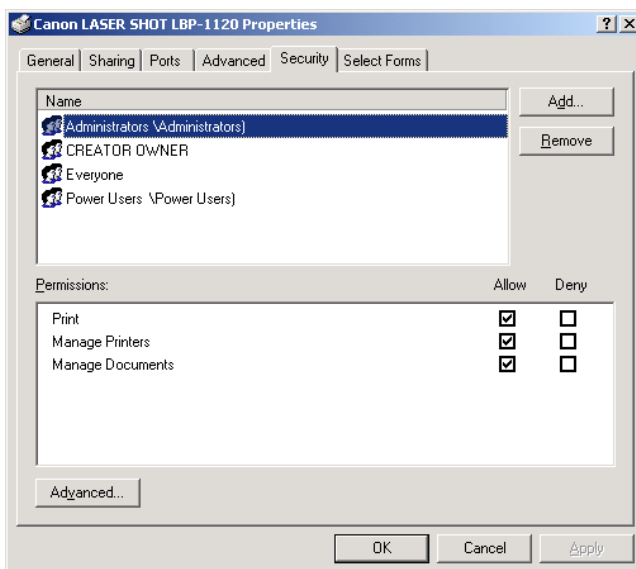 Canon LASER SHOT LBP-1120 Properties
General Sharing Ports Advanced Security Select Forms
Name
Add...
Administrators \Administrators)
Remove
CREATOR OWNER
Everyone
Power Users \Power Users)
Permissions: Allow Deny
Print
Manage Printers
Manage Documents
Advanced...
OK Cancel Apply